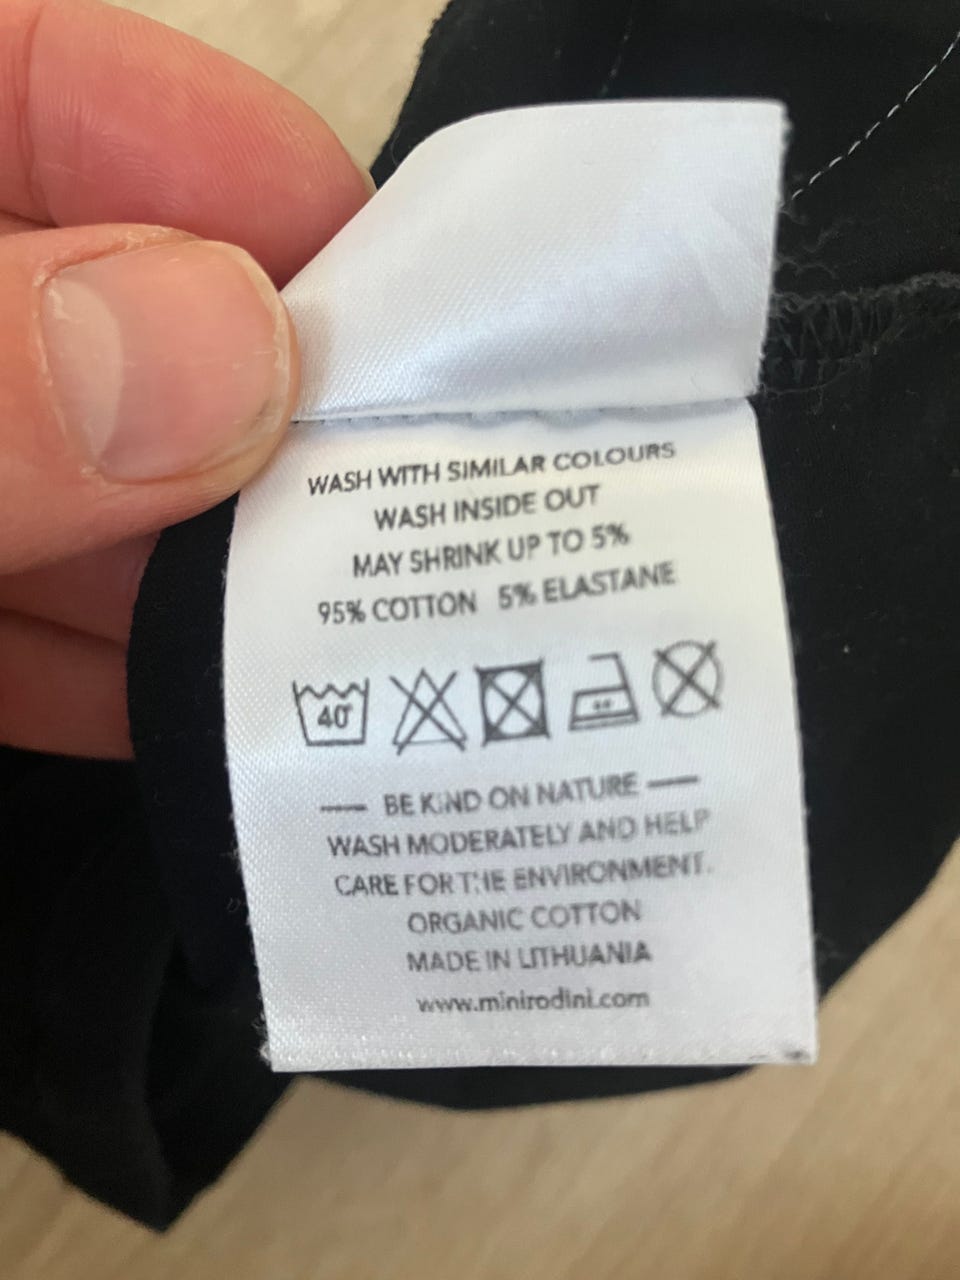 WASH WITH SIMILAR COLOURS
WASH INSIDE OUT
MAY SHRINK UP TO 5%
95% COTTON 5% ELASTANE
40°
BE KIND ON NATURE
WASH MODERATELY AND HELP
CARE FOR THE ENVIRONMENT.
ORGANIC COTTON
MADE IN LITHUANIA
www.minirodini.com